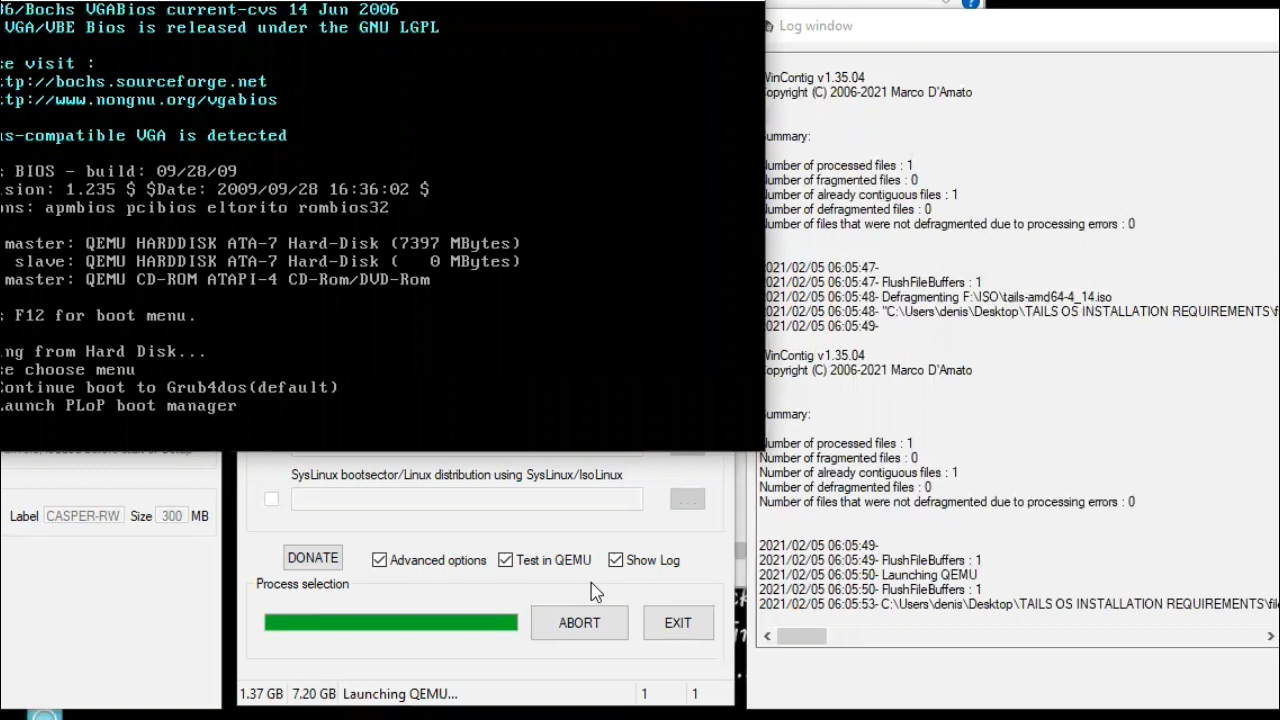 36/Bochs VGABios current-cvs 14 Jun 2006
VGA/VBE Bios is released under the GNU LGPL
se visit :
ttp://bochs.sourceforge.net
ttp://www.nongnu.org/vgabios
us-compatible VGA is detected
: BIOS - build: 09/28/09
ision: 1.235 $ $Date: 2009/09/28 16:36:02 $
ons: apmbios pcibios eltorito rombios32
master: QEMU HARDDISK ATA-7 Hard-Disk (7397 MBytes)
slave: QEMU HARDDISK ATA-7 Hard-Disk (   0 MBytes)
master: QEMU CD-ROM ATAPI-4 CD-Rom/DVD-Rom
: F12 for boot menu.
ing from Hard Disk...
se choose menu
Continue boot to Grub4dos(default)
Launch PLoP boot manager
Label CASPER-RW Size 300 MB
SysLinux bootsector/Linux distribution using SysLinux/IsoLinux
...
DONATE Advanced options Test in QEMU Show Log
Process selection
ABORT EXIT
1.37 GB 7.20 GB Launching QEMU... 1 1
Log window
WinContig v1.35.04
Copyright (C) 2006-2021 Marco D'Amato
Summary:
Number of processed files : 1
Number of fragmented files : 0
Number of already contiguous files : 1
Number of defragmented files : 0
Number of files that were not defragmented due to processing errors : 0
2021/02/05 06:05:47-
2021/02/05 06:05:47- FlushFileBuffers : 1
2021/02/05 06:05:48- Defragmenting F:\ISO\tails-amd64-4_14.iso
2021/02/05 06:05:48- "C:\Users\denis\Desktop\TAILS OS INSTALLATION REQUIREMENTS\f
2021/02/05 06:05:49-
WinContig v1.35.04
Copyright (C) 2006-2021 Marco D'Amato
Summary:
Number of processed files : 1
Number of fragmented files : 0
Number of already contiguous files : 1
Number of defragmented files : 0
Number of files that were not defragmented due to processing errors : 0
2021/02/05 06:05:49-
2021/02/05 06:05:49- FlushFileBuffers : 1
2021/02/05 06:05:50- Launching QEMU
2021/02/05 06:05:50- FlushFileBuffers : 1
2021/02/05 06:05:53- C:\Users\denis\Desktop\TAILS OS INSTALLATION REQUIREMENTS\file